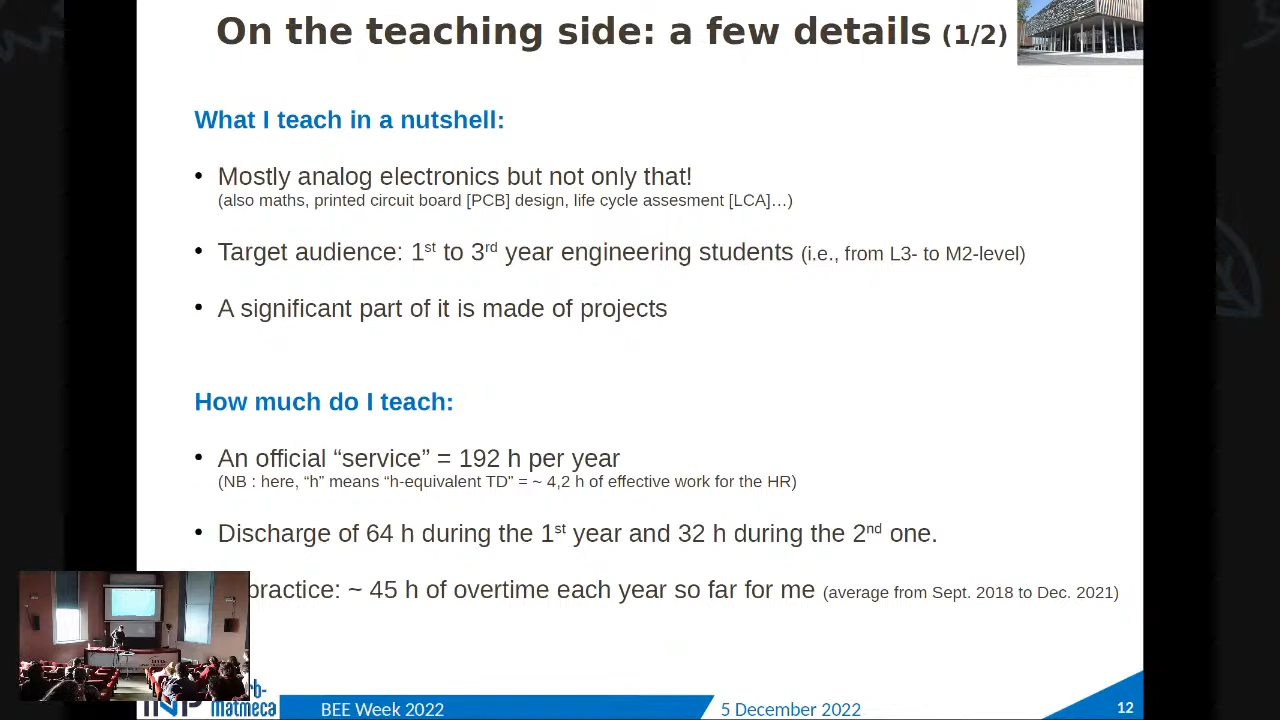 On the teaching side: a few details (1/2)
What I teach in a nutshell:
• Mostly analog electronics but not only that!
(also maths, printed circuit board [PCB] design, life cycle assesment [LCA]…)
• Target audience: 1st to 3rd year engineering students (i.e., from L3- to M2-level)
• A significant part of it is made of projects
How much do I teach:
• An official “service” = 192 h per year
(NB : here, “h” means “h-equivalent TD” = ~ 4,2 h of effective work for the HR)
• Discharge of 64 h during the 1st year and 32 h during the 2nd one.
practice: ~ 45 h of overtime each year so far for me (average from Sept. 2018 to Dec. 2021)
matmeca
BEE Week 2022
5 December 2022
12